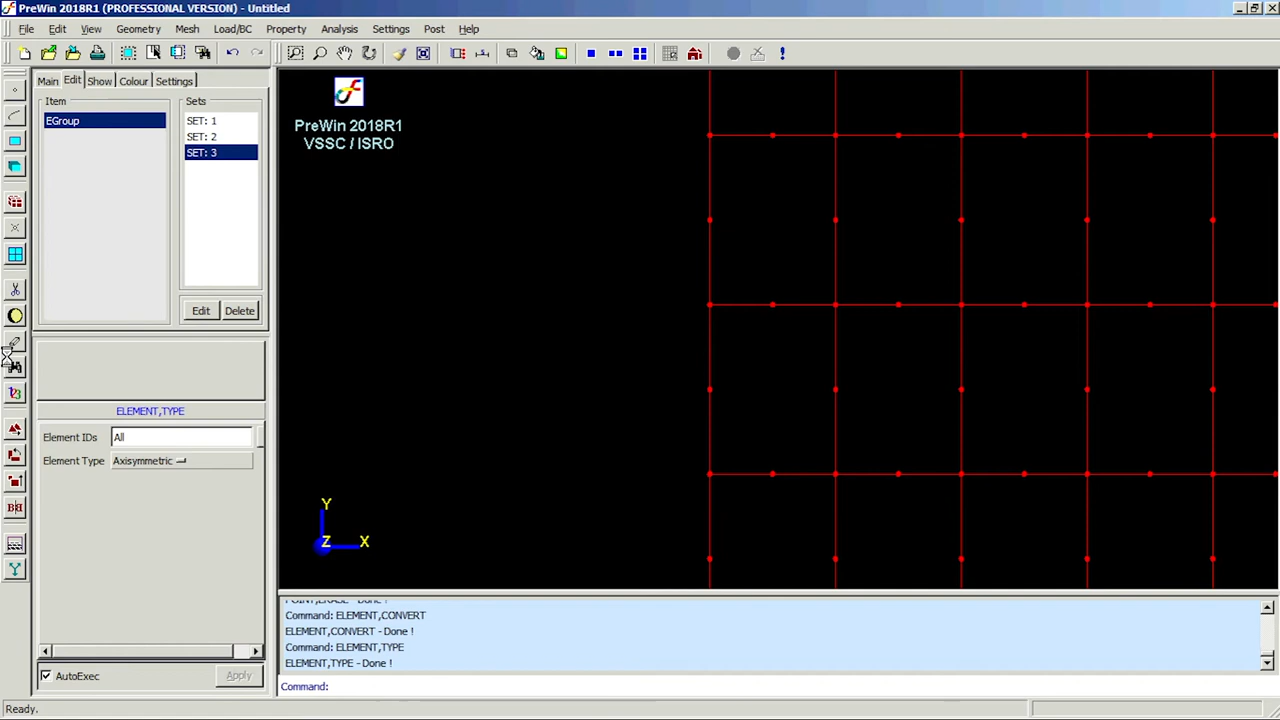 PreWin 2018R1 (PROFESSIONAL VERSION) - Untitled
File Edit View Geometry Mesh Load/BC Property Analysis Settings Post Help
Main Edit Show Colour Settings
Item
Sets
EGroup
SET: 1
SET: 2
SET: 3
Edit Delete
ELEMENT,TYPE
Element IDs All
Element Type Axisymmetric
AutoExec
Apply
PreWin 2018R1
VSSC / ISRO
Y
Z
X
POINT,ERASE - Done !
Command: ELEMENT,CONVERT
ELEMENT,CONVERT - Done !
Command: ELEMENT,TYPE
ELEMENT,TYPE - Done !
Command:
Ready.